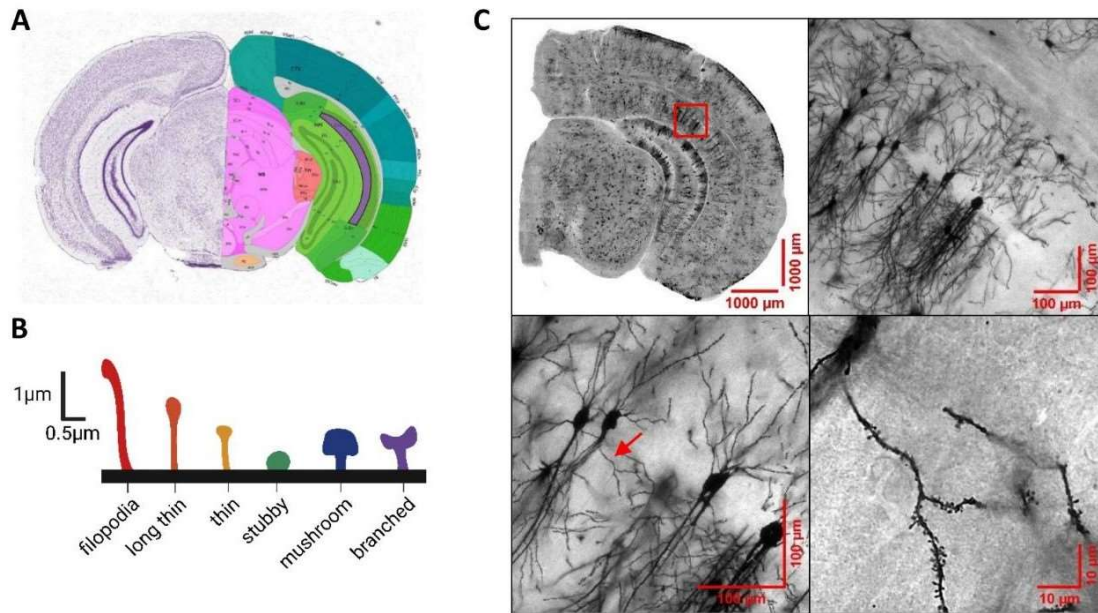 A
C
1000 µm
1000 µm
100 µm
100 µm
B
1µm
0.5µm
filopodia
long thin
thin
stubby
mushroom
branched
100 µm
100 µm
10 µm
10 µm